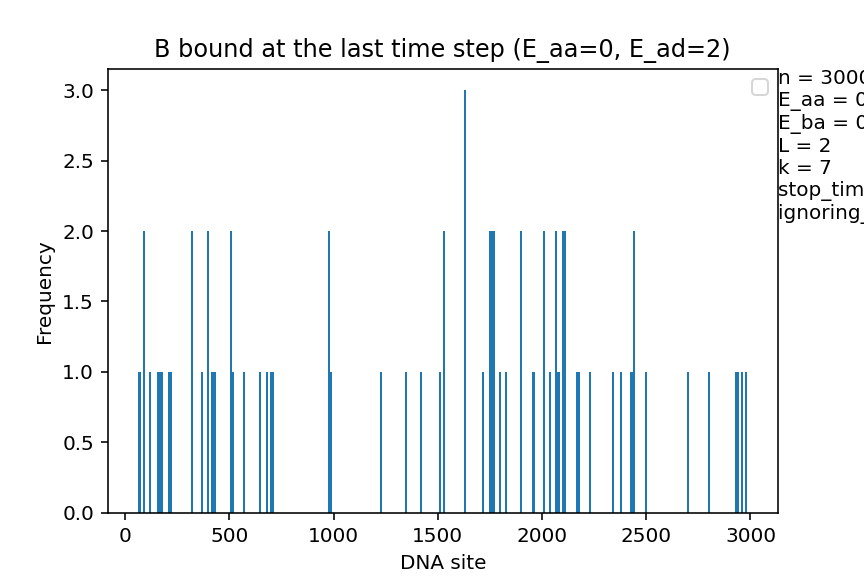 B bound at the last time step (E_aa=0, E_ad=2)
n = 3000
E_aa = 0
E_ba = 0
L = 2
k = 7
stop_tim
ignoring_
3.0
2.5
2.0
1.5
1.0
0.5
0.0
Frequency
0 500 1000 1500 2000 2500 3000
DNA site